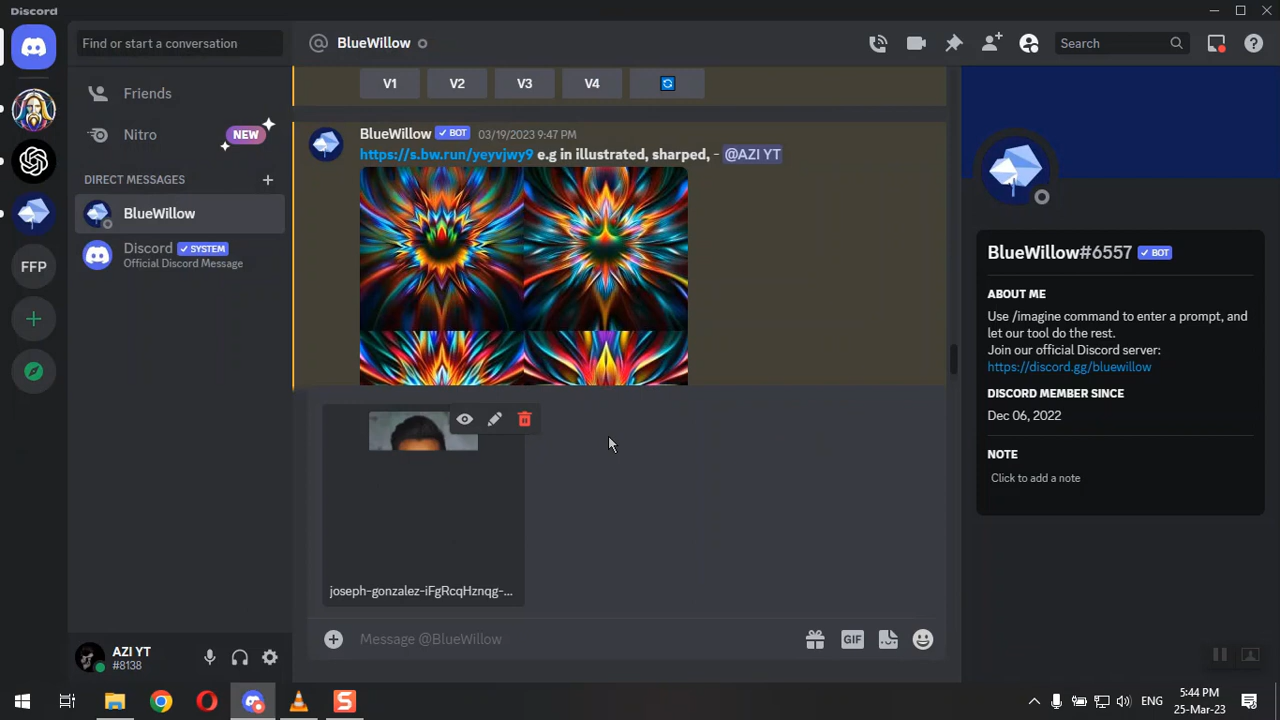 Discord
Find or start a conversation
Friends
Nitro
NEW
DIRECT MESSAGES
BlueWillow
Discord ✓ SYSTEM
Official Discord Message
FFP
AZI YT
#8138
BlueWillow
Search
V1
V2
V3
V4
BlueWillow ✓ BOT 03/19/2023 9:47 PM
https://s.bw.run/yeyvjwy9 e.g in illustrated, sharped, - @AZI YT
joseph-gonzalez-iFgRcqHznqg-...
Message @BlueWillow
GIF
BlueWillow#6557 ✓ BOT
ABOUT ME
Use /imagine command to enter a prompt, and
let our tool do the rest.
Join our official Discord server:
https://discord.gg/bluewillow
DISCORD MEMBER SINCE
Dec 06, 2022
NOTE
Click to add a note
ENG
5:44 PM
25-Mar-23